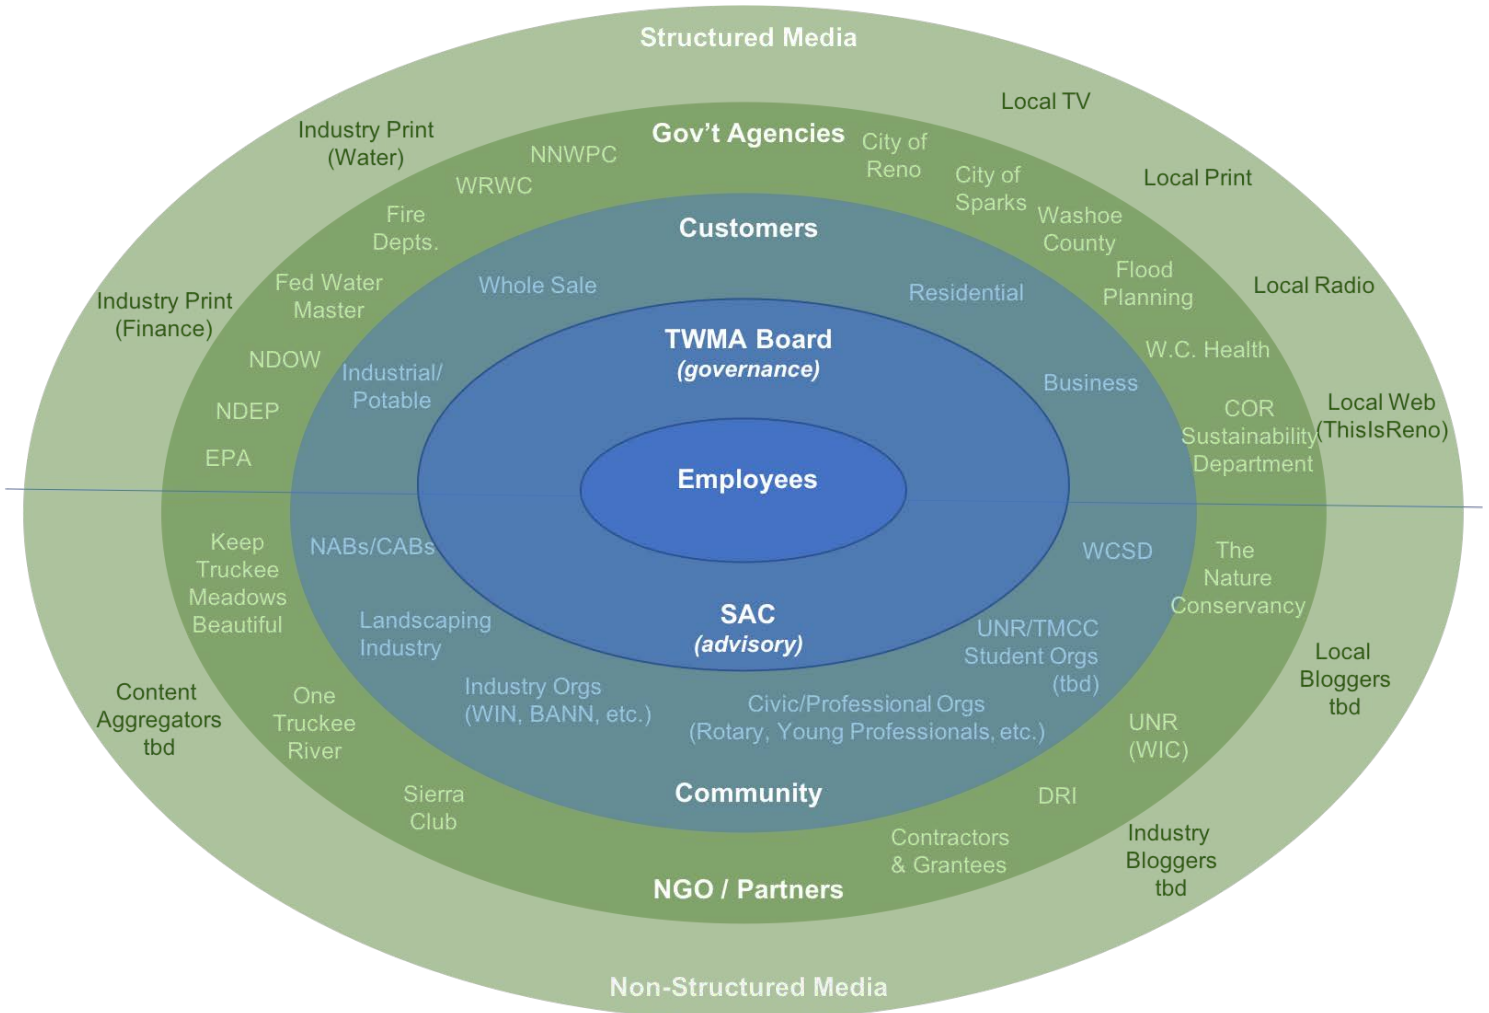 Structured Media
Local TV
Industry Print
(Water)
Local Print
Industry Print
(Finance)
Local Radio
Local Web
(ThisIsReno)
Gov't Agencies
NNWPC
WRWC
Fire
Depts.
Fed Water
Master
NDOW
NDEP
EPA
City of
Reno
City of
Sparks
Washoe
County
Flood
Planning
W.C. Health
COR
Sustainability
Department
Customers
Whole Sale
Residential
Industrial/
Potable
Business
TWMA Board
(governance)
Employees
SAC
(advisory)
NABs/CABs
WCSD
Landscaping
Industry
UNR/TMCC
Student Orgs
(tbd)
Industry Orgs
(WIN, BANN, etc.)
Civic/Professional Orgs
(Rotary, Young Professionals, etc.)
Community
Keep
Truckee
Meadows
Beautiful
The
Nature
Conservancy
One
Truckee
River
UNR
(WIC)
Sierra
Club
DRI
Contractors
& Grantees
NGO / Partners
Content
Aggregators
tbd
Local
Bloggers
tbd
Industry
Bloggers
tbd
Non-Structured Media